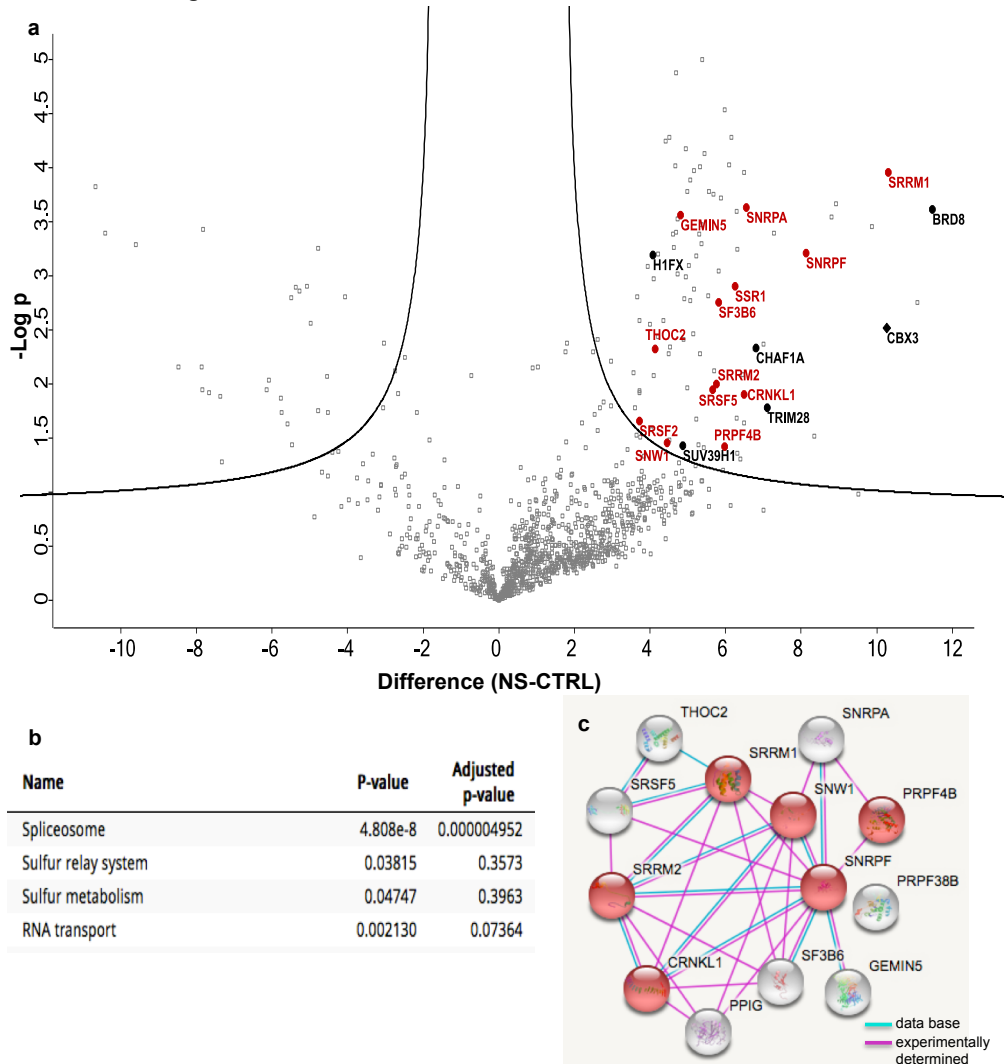 a
5
4.5
4
3.5
3
2.5
2
1.5
0.5
0
-Log p
SRRM1
BRD8
SNRPA
GEMIN5
H1FX
SNRPF
SSR1
SF3B6
CBX3
THOC2
CHAF1A
SRRM2
SRSF5
CRNKL1
TRIM28
SRSF2
SNW1
SUV39H1
PRPF4B
-10 -8 -6 -4 -2 0 2 4 6 8 10 12
Difference (NS-CTRL)
b
Name P-value Adjusted
p-value
Spliceosome 4.808e-8 0.000004952
Sulfur relay system 0.03815 0.3573
Sulfur metabolism 0.04747 0.3963
RNA transport 0.002130 0.07364
c
THOC2
SNRPA
SRRM1
SRSF5
SNW1
PRPF4B
SRRM2
SNRPF
PRPF38B
CRNKL1
SF3B6
GEMIN5
PPIG
data base
experimentally
determined